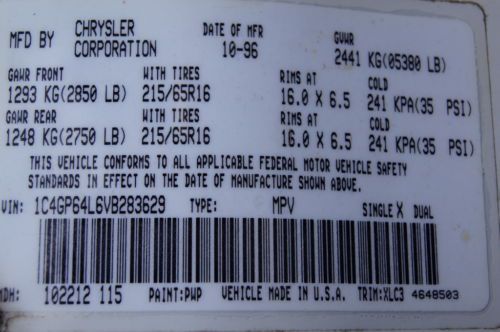 MFD BY CHRYSLER CORPORATION DATE OF MFR 10-96 GVWR 2441 KG(05380 LB)
GAWR FRONT WITH TIRES RIMS AT COLD
1293 KG(2850 LB) 215/65R16 16.0 X 6.5 241 KPA(35 PSI)
GAWR REAR WITH TIRES RIMS AT COLD
1248 KG(2750 LB) 215/65R16 16.0 X 6.5 241 KPA(35 PSI)
THIS VEHICLE CONFORMS TO ALL APPLICABLE FEDERAL MOTOR VEHICLE SAFETY
STANDARDS IN EFFECT ON THE DATE OF MANUFACTURE SHOWN ABOVE.
VIN: 1C4GP64L6VB283629 TYPE: MPV SINGLE X DUAL
MDH: 102212 115 PAINT:PWP VEHICLE MADE IN U.S.A. TRIM:XLC3 4648503